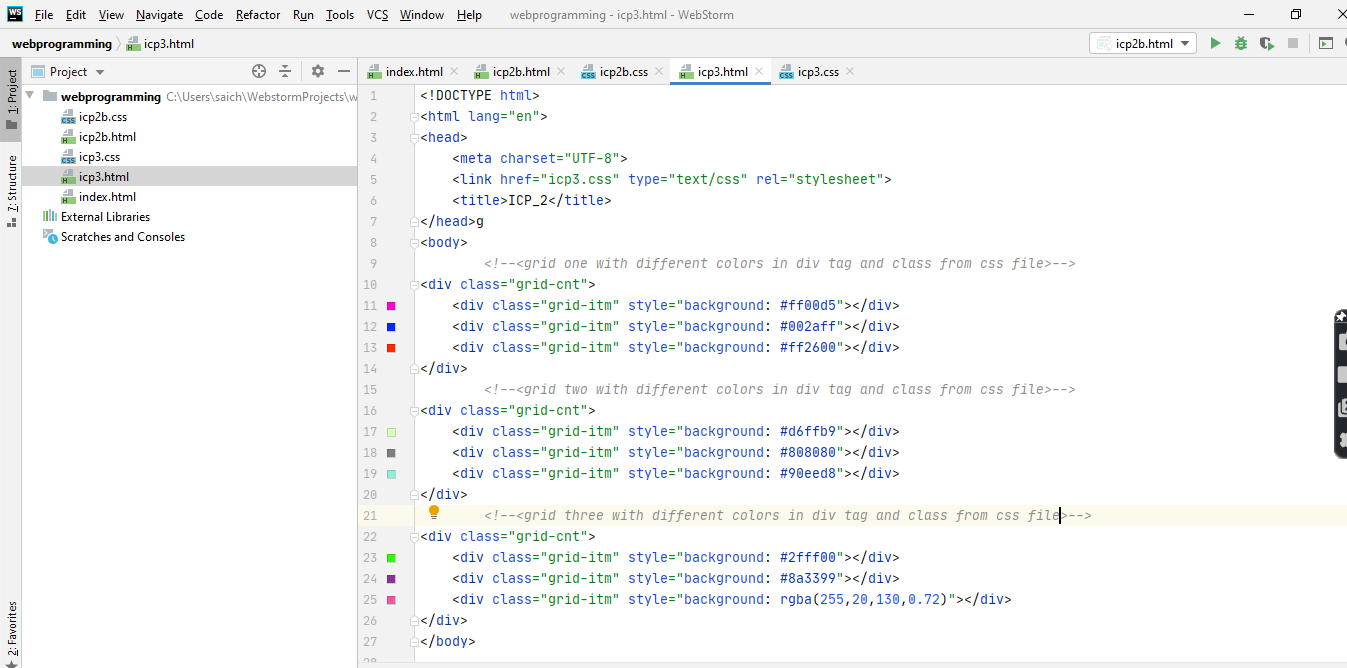 WS File Edit View Navigate Code Refactor Run Tools VCS Window Help webprogramming - icp3.html - WebStorm
webprogramming icp3.html icp2b.html
1: Project
Project
index.html icp2b.html icp2b.css icp3.html icp3.css
webprogramming C:\Users\saich\WebstormProjects\w
icp2b.css
icp2b.html
icp3.css
icp3.html
index.html
External Libraries
Scratches and Consoles
7: Structure
2: Favorites
1 <!DOCTYPE html>
2 <html lang="en">
3 <head>
4 <meta charset="UTF-8">
5 <link href="icp3.css" type="text/css" rel="stylesheet">
6 <title>ICP_2</title>
7 </head>g
8 <body>
9 <!--<grid one with different colors in div tag and class from css file>-->
10 <div class="grid-cnt">
11 <div class="grid-itm" style="background: #ff00d5"></div>
12 <div class="grid-itm" style="background: #002aff"></div>
13 <div class="grid-itm" style="background: #ff2600"></div>
14 </div>
15 <!--<grid two with different colors in div tag and class from css file>-->
16 <div class="grid-cnt">
17 <div class="grid-itm" style="background: #d6ffb9"></div>
18 <div class="grid-itm" style="background: #808080"></div>
19 <div class="grid-itm" style="background: #90eed8"></div>
20 </div>
21 <!--<grid three with different colors in div tag and class from css file>-->
22 <div class="grid-cnt">
23 <div class="grid-itm" style="background: #2fff00"></div>
24 <div class="grid-itm" style="background: #8a3399"></div>
25 <div class="grid-itm" style="background: rgba(255,20,130,0.72)"></div>
26 </div>
27 </body>
28